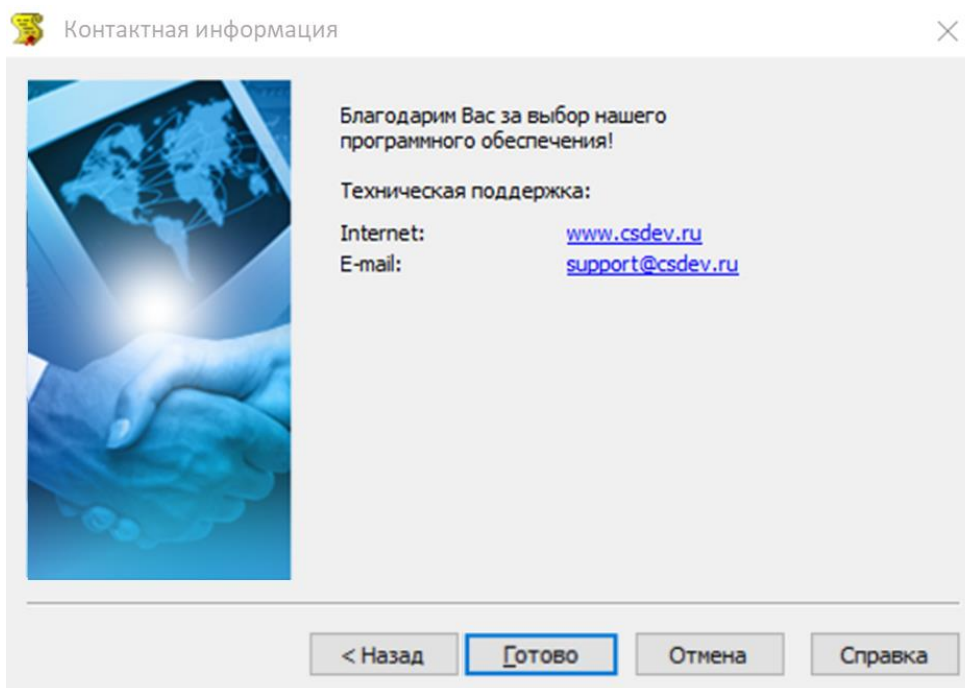 Контактная информация
Благодарим Вас за выбор нашего
программного обеспечения!
Техническая поддержка:
Internet: www.csdev.ru
E-mail: support@csdev.ru
< Назад Готово Отмена Справка